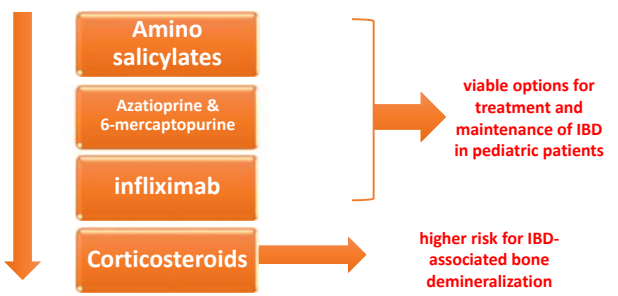 Amino
salicylates
Azatioprine &
6-mercaptopurine
infliximab
Corticosteroids
viable options for
treatment and
maintenance of IBD
in pediatric patients
higher risk for IBD-
associated bone
demineralization